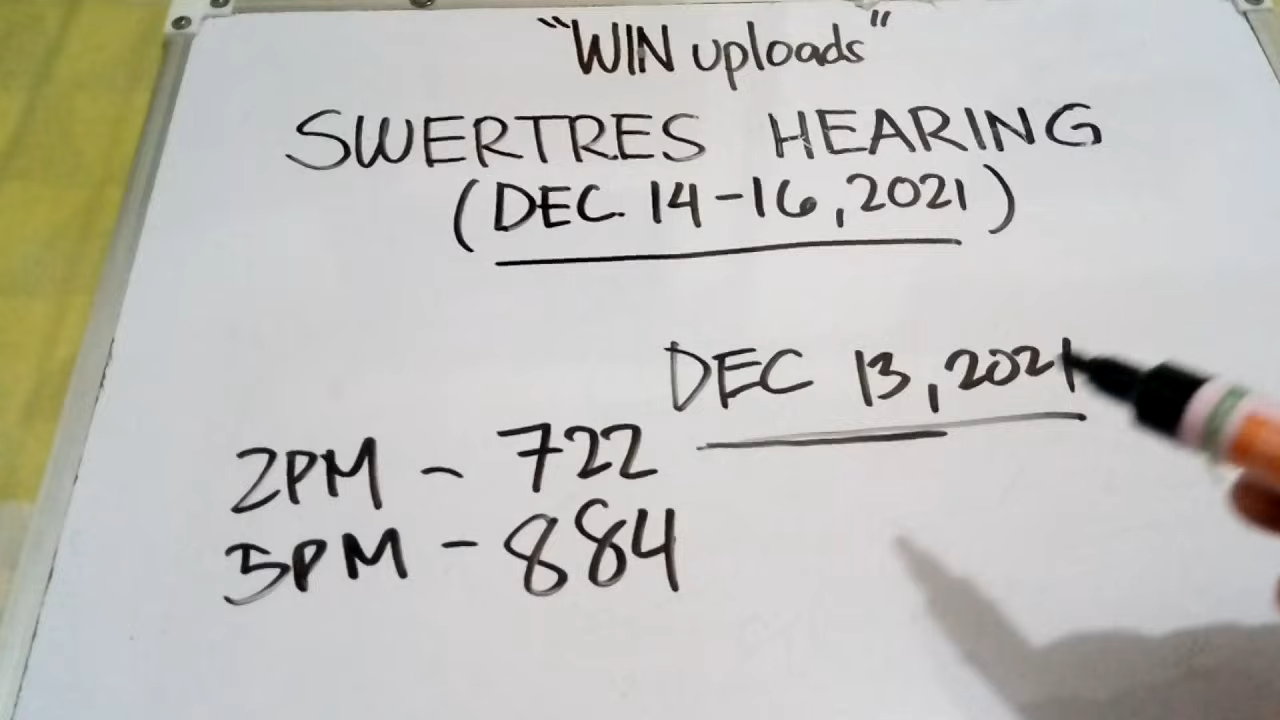 "WIN uploads"
SWERTRES HEARING
(DEC. 14-16, 2021)
DEC 13, 2021
2PM - 722
5PM - 884